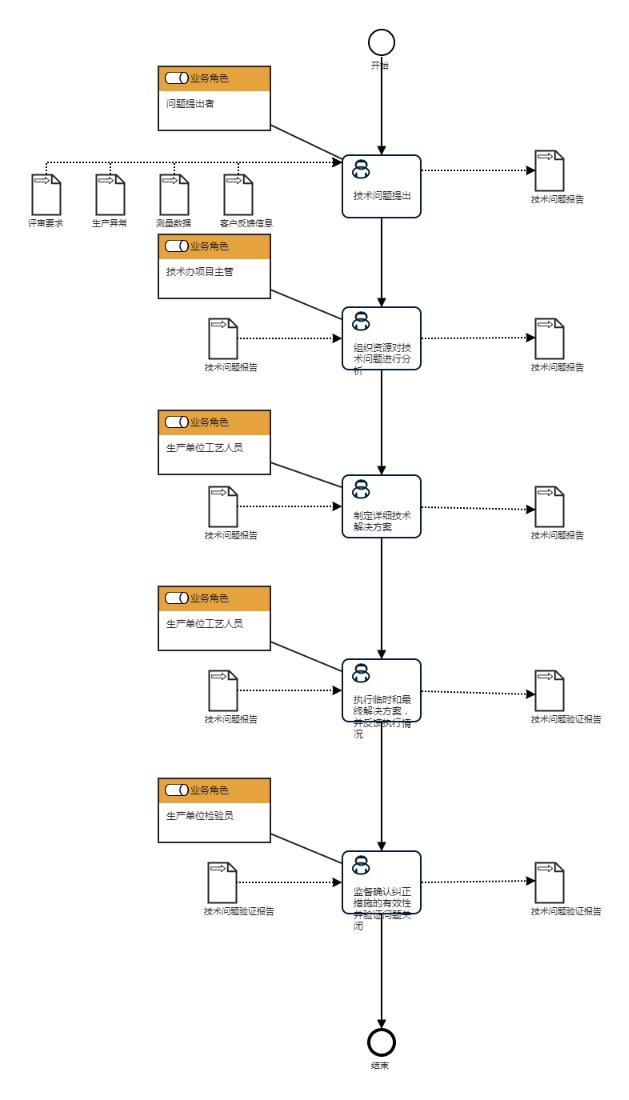 开始
业务角色
问题提出者
技术问题提出
技术问题报告
评审要求
生产异常
测量数据
客户反馈信息
业务角色
技术办项目主管
组织资源对技
术问题进行分
析
技术问题报告
技术问题报告
业务角色
生产单位工艺人员
制定详细技术
解决方案
技术问题报告
技术问题报告
业务角色
生产单位工艺人员
执行临时和最
终解决方案，
并反馈执行情
况
技术问题报告
技术问题验证报告
业务角色
生产单位检验员
监督确认纠正
措施的有效性
并验证问题关
闭
技术问题验证报告
技术问题验证报告
结束